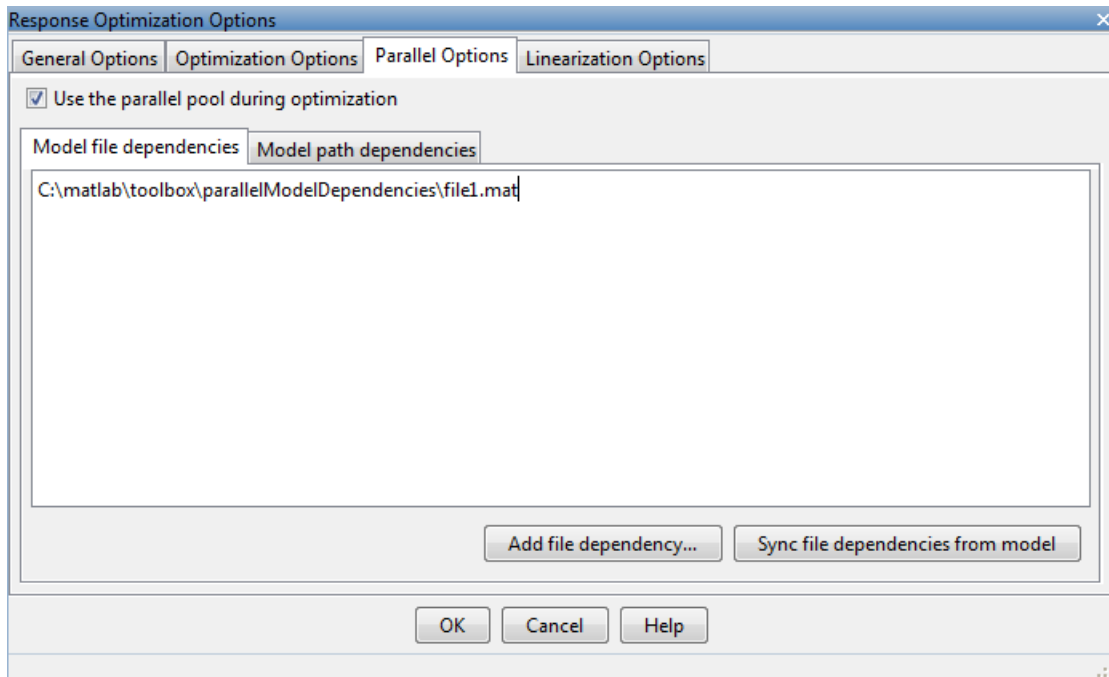 Response Optimization Options
General Options Optimization Options Parallel Options Linearization Options
Use the parallel pool during optimization
Model file dependencies Model path dependencies
C:\matlab\toolbox\parallelModelDependencies\file1.mat
Add file dependency... Sync file dependencies from model
OK Cancel Help